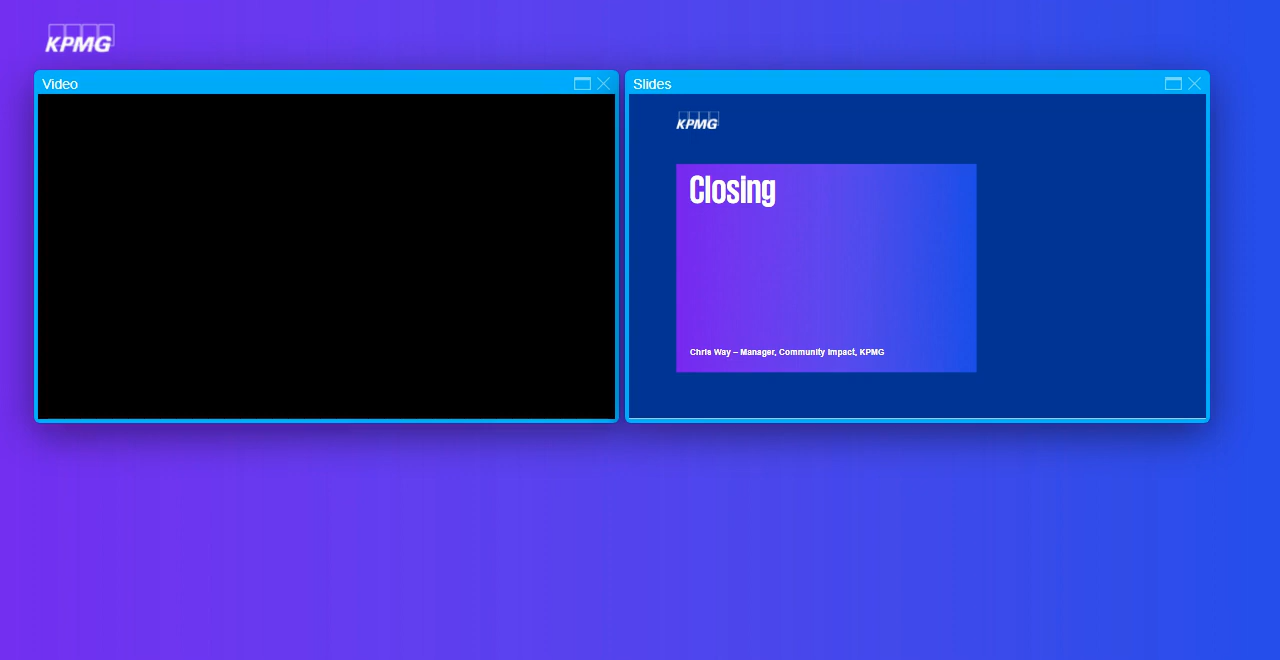 KPMG
Video
Slides
KPMG
Closing
Chris Way – Manager, Community Impact, KPMG